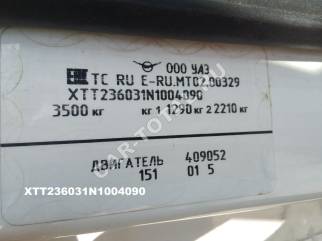 ООО УАЗ
ЕАС ТС RU E-RU.MT02.00329
XTT236031N1004090
3500 кг кг 1 1290 кг 2 2210 кг
ДВИГАТЕЛЬ 409052
151 01 5
XTT236031N1004090